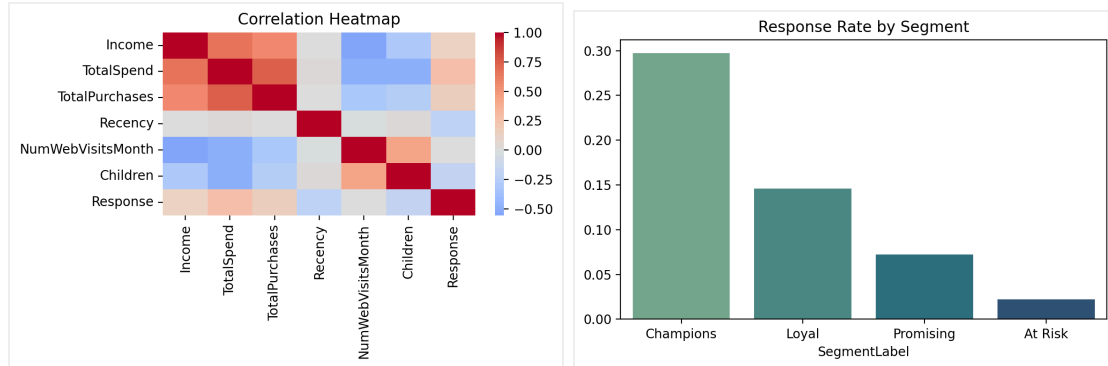 Correlation Heatmap
Income
TotalSpend
TotalPurchases
Recency
NumWebVisitsMonth
Children
Response
Income
TotalSpend
TotalPurchases
Recency
NumWebVisitsMonth
Children
Response
1.00
0.75
0.50
0.25
0.00
−0.25
−0.50
Response Rate by Segment
0.30
0.25
0.20
0.15
0.10
0.05
0.00
Champions Loyal Promising At Risk
SegmentLabel